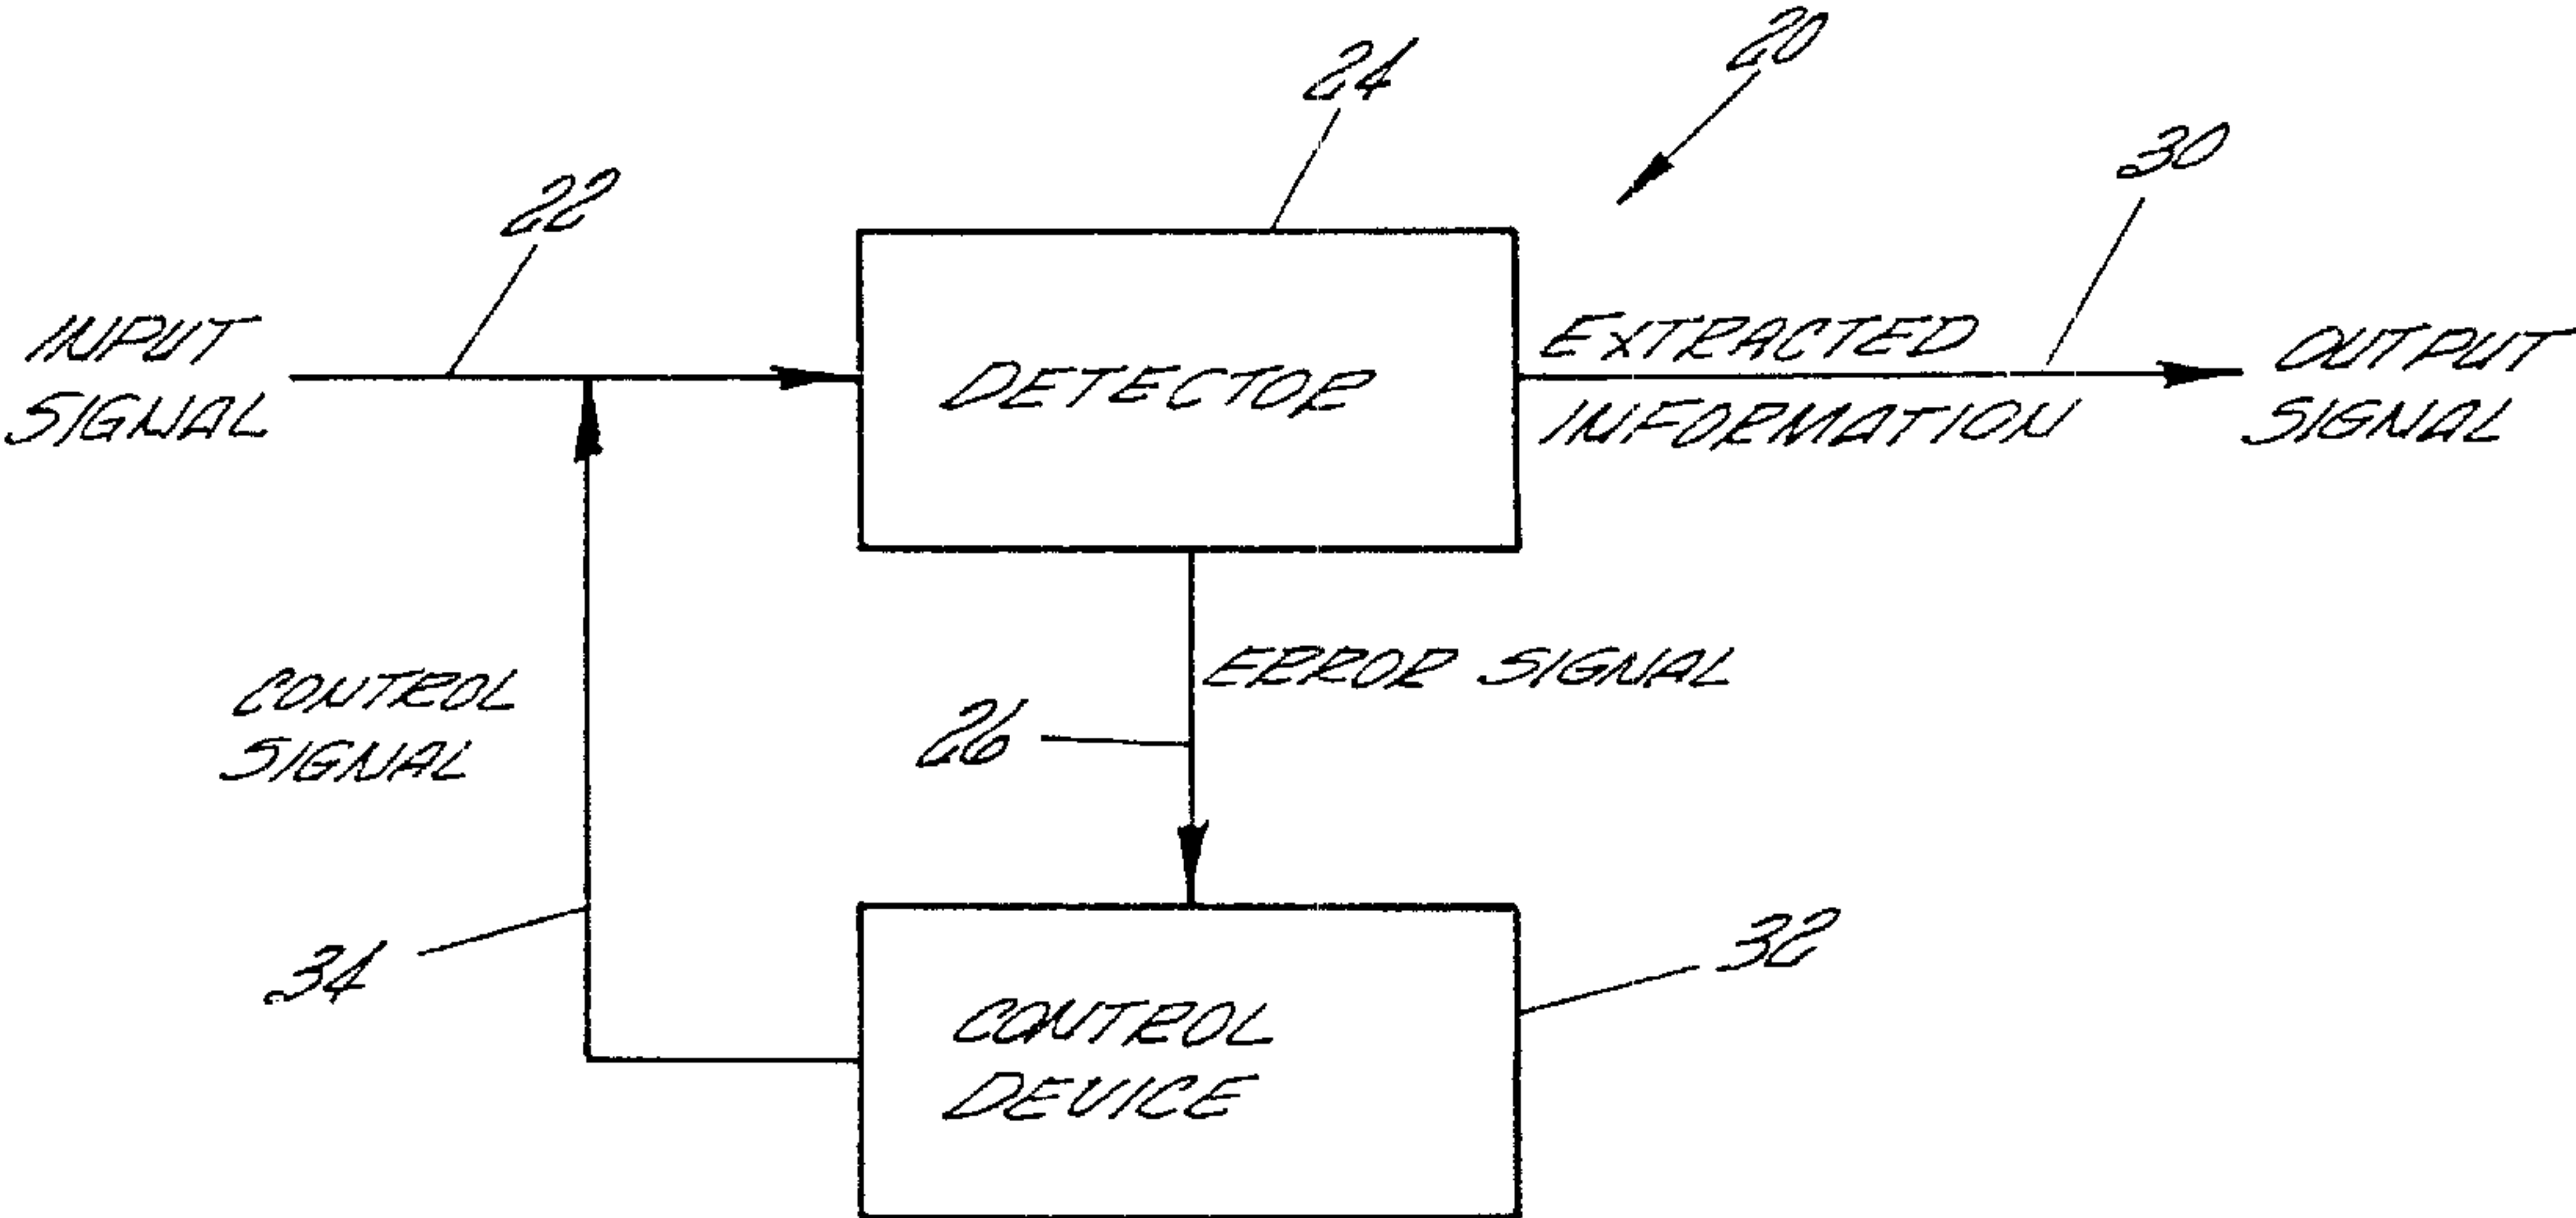 20
24
30
22
INPUT
SIGNAL
DETECTOR
EXTRACTED
INFORMATION
OUTPUT
SIGNAL
CONTROL
SIGNAL
ERROR SIGNAL
26
34
32
CONTROL
DEVICE